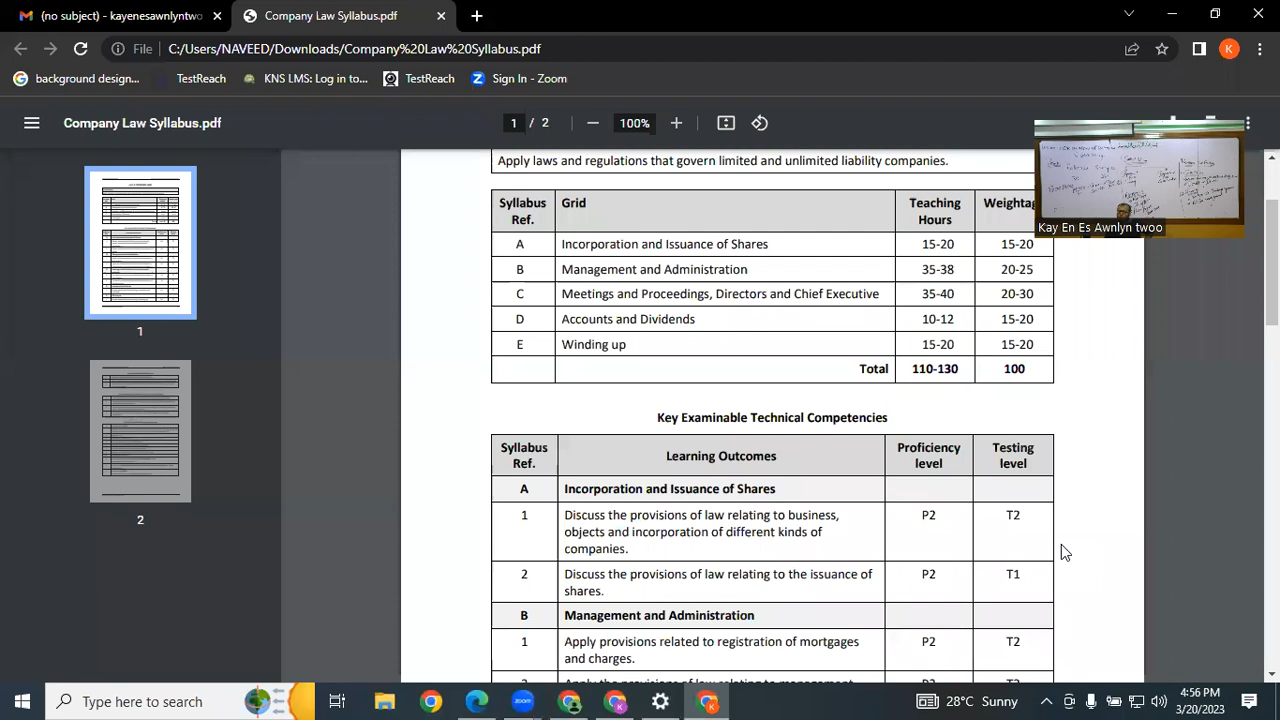 (no subject) - kayenesawnlyntwo
Company Law Syllabus.pdf
File
C:/Users/NAVEED/Downloads/Company%20Law%20Syllabus.pdf
K
background design...
TestReach
KNS LMS: Log in to...
TestReach
Sign In - Zoom
Company Law Syllabus.pdf
1 / 2
100%
Kay En Es Awnlyn twoo
1
2
Apply laws and regulations that govern limited and unlimited liability companies.
Syllabus Ref. Grid Teaching Hours Weightag
A Incorporation and Issuance of Shares 15-20 15-20
B Management and Administration 35-38 20-25
C Meetings and Proceedings, Directors and Chief Executive 35-40 20-30
D Accounts and Dividends 10-12 15-20
E Winding up 15-20 15-20
Total 110-130 100
Key Examinable Technical Competencies
Syllabus Ref. Learning Outcomes Proficiency level Testing level
A Incorporation and Issuance of Shares
1 Discuss the provisions of law relating to business, P2 T2
objects and incorporation of different kinds of
companies.
2 Discuss the provisions of law relating to the issuance of P2 T1
shares.
B Management and Administration
1 Apply provisions related to registration of mortgages P2 T2
and charges.
Type here to search
zoom
28°C Sunny
4:56 PM
3/20/2023